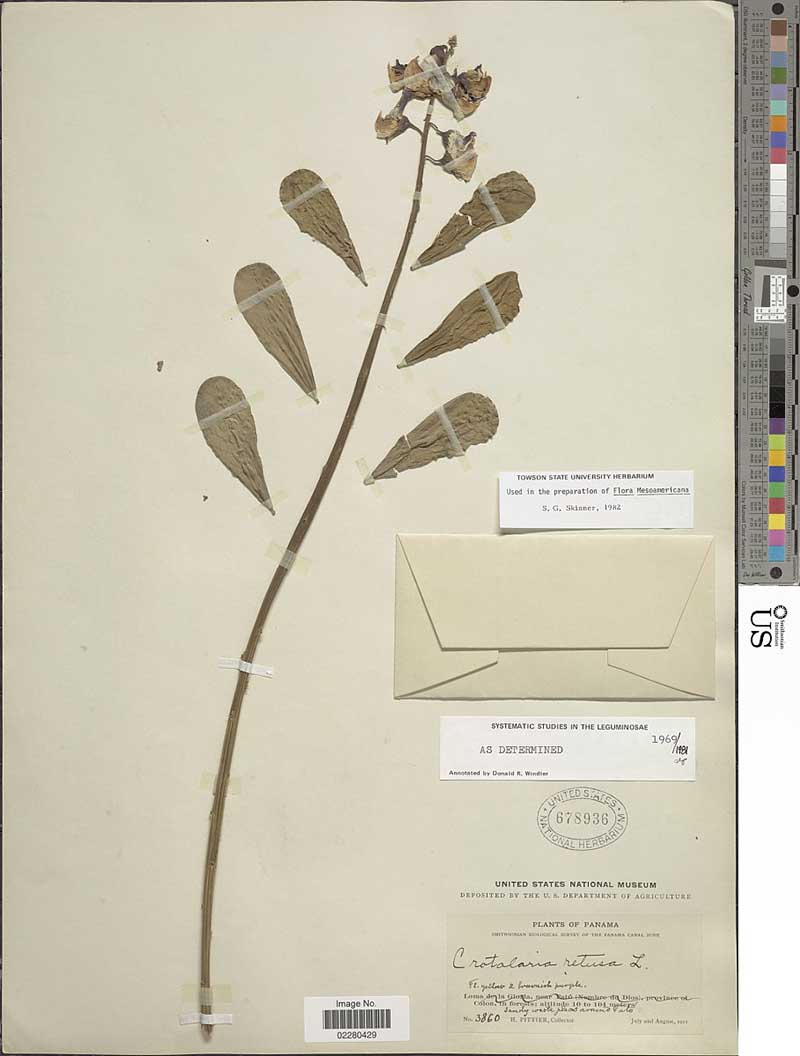 TOWSON STATE UNIVERSITY HERBARIUM
Used in the preparation of Flora Mesoamericana
S. G. Skinner, 1982
Smithsonian
Institution
US
SYSTEMATIC STUDIES IN THE LEGUMINOSAE
1969/1981
AS DETERMINED
Annotated by Donald R. Windler
UNITED STATES
678936
NATIONAL HERBARIUM
UNITED STATES NATIONAL MUSEUM
DEPOSITED BY THE U. S. DEPARTMENT OF AGRICULTURE
PLANTS OF PANAMA
SMITHSONIAN BIOLOGICAL SURVEY OF THE PANAMA CANAL ZONE
Crotalaria retusa L.
Fl. yellow & brownish purple.
Loma de la Gloria, near Fató (Nombre de Dios), province of
Colon, in forests; altitude 10 to 104 meters
Sandy waste places around Fató
No. 3860 H. PITTIER, Collector July and August, 1911
Image No.
02280429